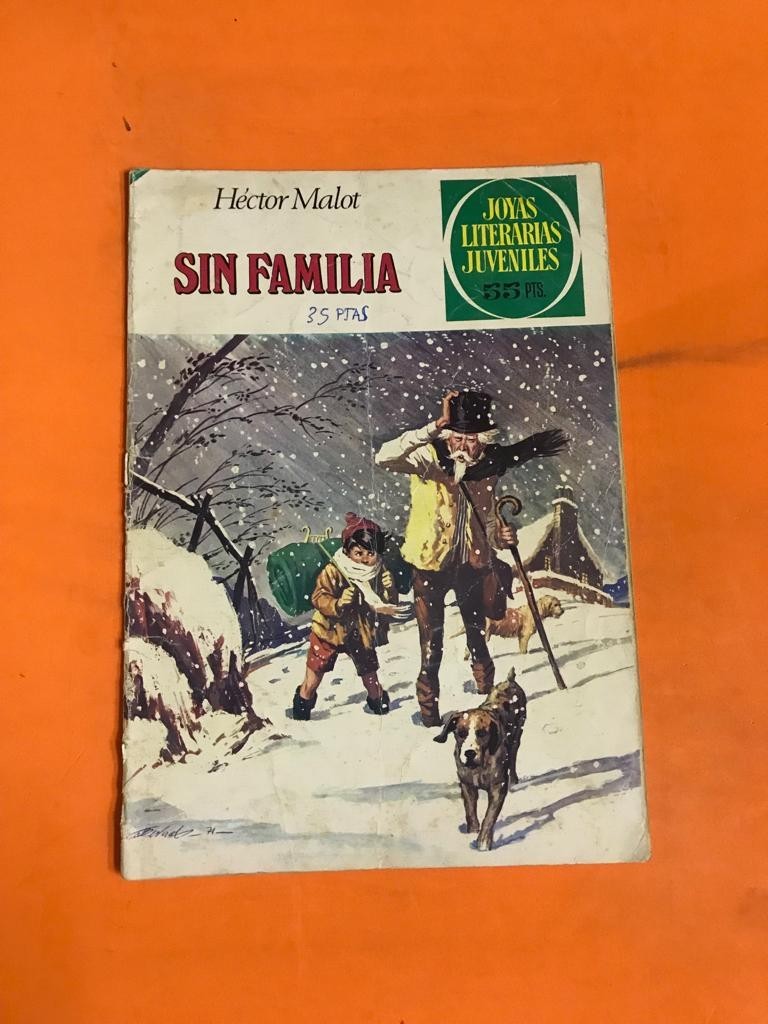 Héctor Malot
JOYAS
LITERARIAS
JUVENILES
55 PTS.
SIN FAMILIA
35 PTAS